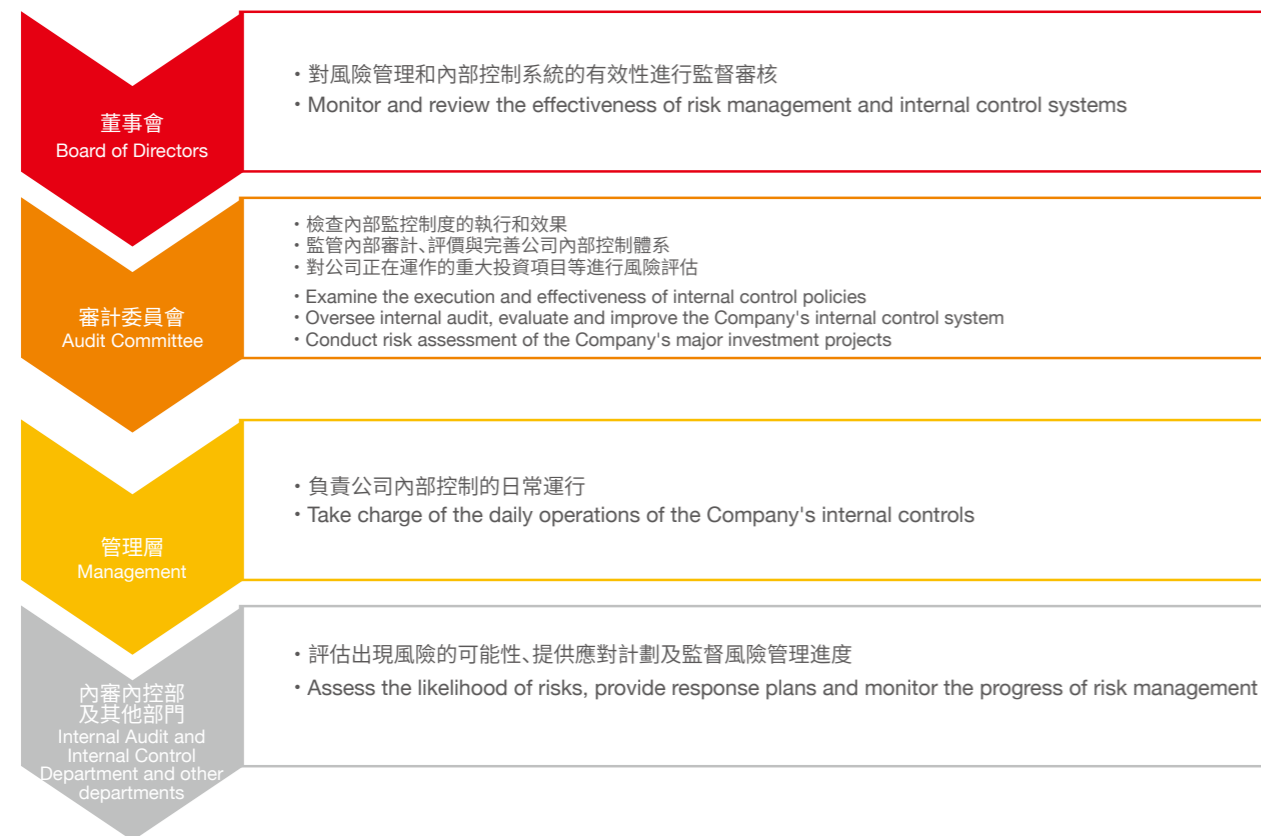 董事會
Board of Directors
・對風險管理和內部控制系統的有效性進行監督審核
・Monitor and review the effectiveness of risk management and internal control systems
審計委員會
Audit Committee
・檢查內部監控制度的執行和效果
・監管內部審計、評價與完善公司內部控制體系
・對公司正在運作的重大投資項目等進行風險評估
・Examine the execution and effectiveness of internal control policies
・Oversee internal audit, evaluate and improve the Company's internal control system
・Conduct risk assessment of the Company's major investment projects
管理層
Management
・負責公司內部控制的日常運行
・Take charge of the daily operations of the Company's internal controls
內審內控部
及其他部門
Internal Audit and
Internal Control
Department and other
departments
・評估出現風險的可能性、提供應對計劃及監督風險管理進度
・Assess the likelihood of risks, provide response plans and monitor the progress of risk management